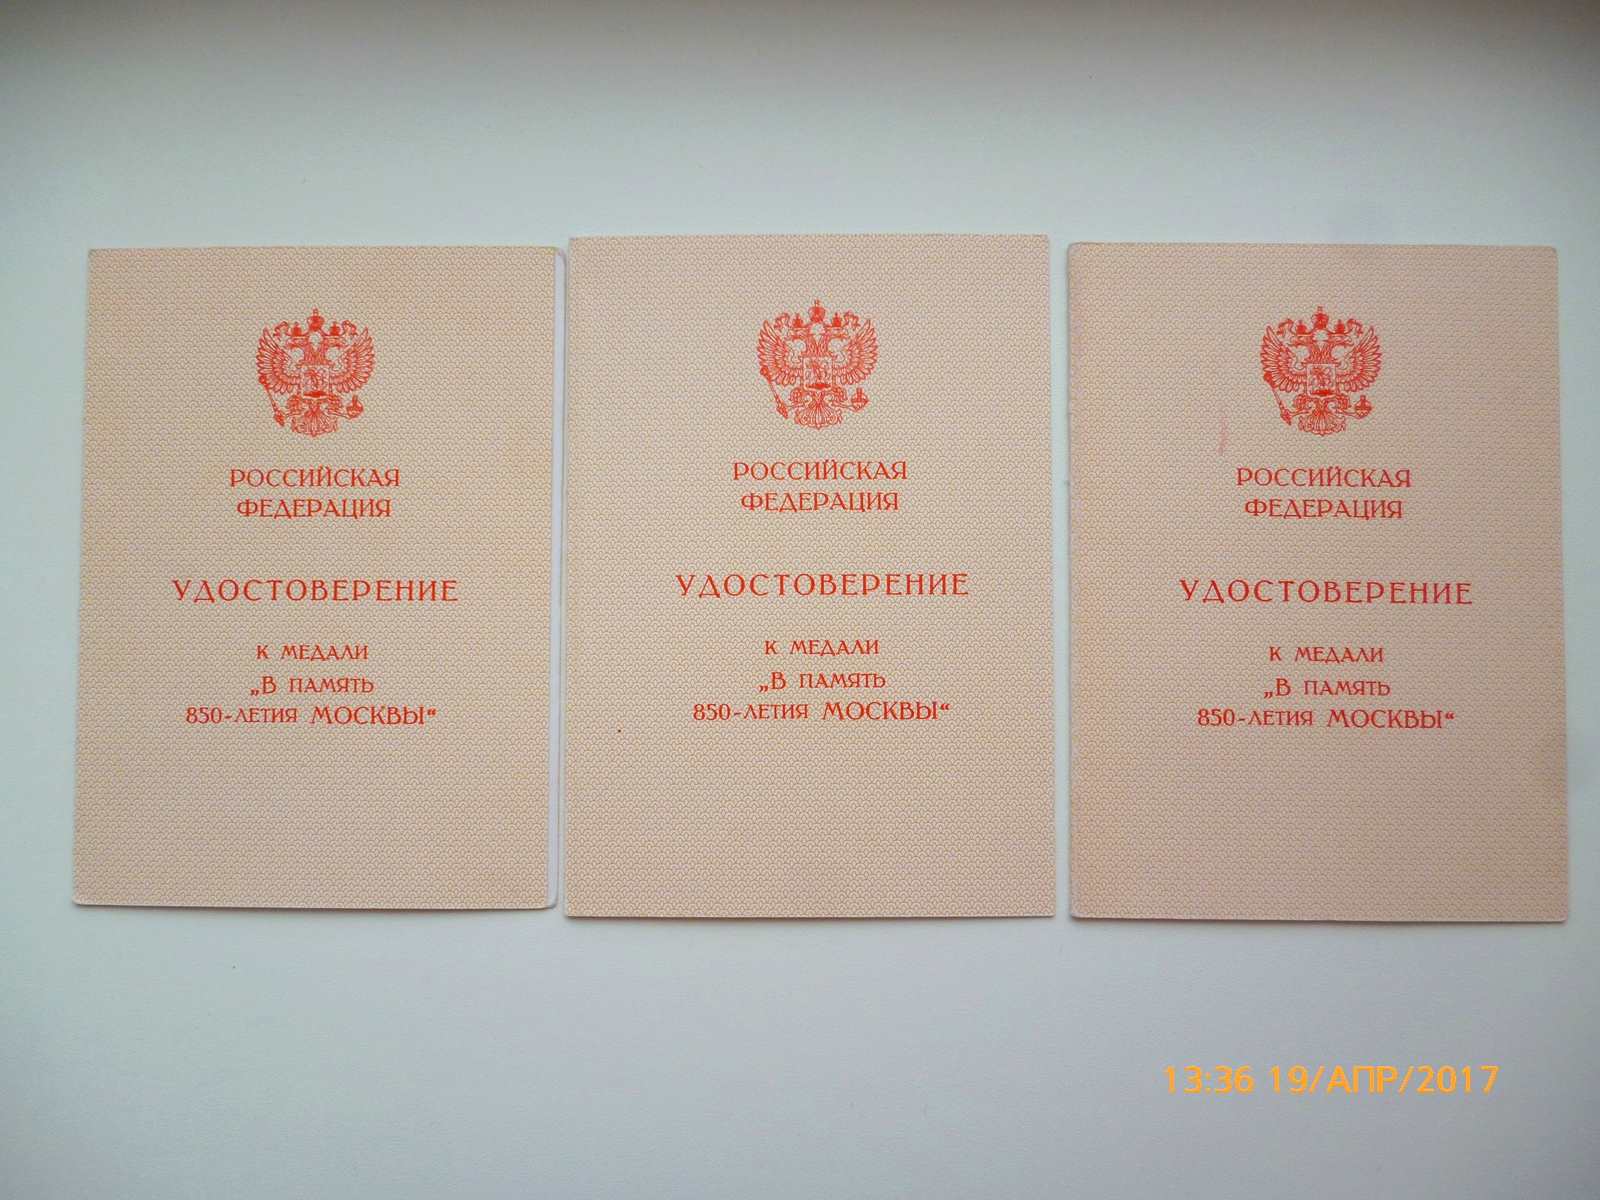 РОССИЙСКАЯ
ФЕДЕРАЦИЯ
УДОСТОВЕРЕНИЕ
К МЕДАЛИ
„В ПАМЯТЬ
850-ЛЕТИЯ МОСКВЫ“
РОССИЙСКАЯ
ФЕДЕРАЦИЯ
УДОСТОВЕРЕНИЕ
К МЕДАЛИ
„В ПАМЯТЬ
850-ЛЕТИЯ МОСКВЫ“
РОССИЙСКАЯ
ФЕДЕРАЦИЯ
УДОСТОВЕРЕНИЕ
К МЕДАЛИ
„В ПАМЯТЬ
850-ЛЕТИЯ МОСКВЫ“
13:36 19/АПР/2017